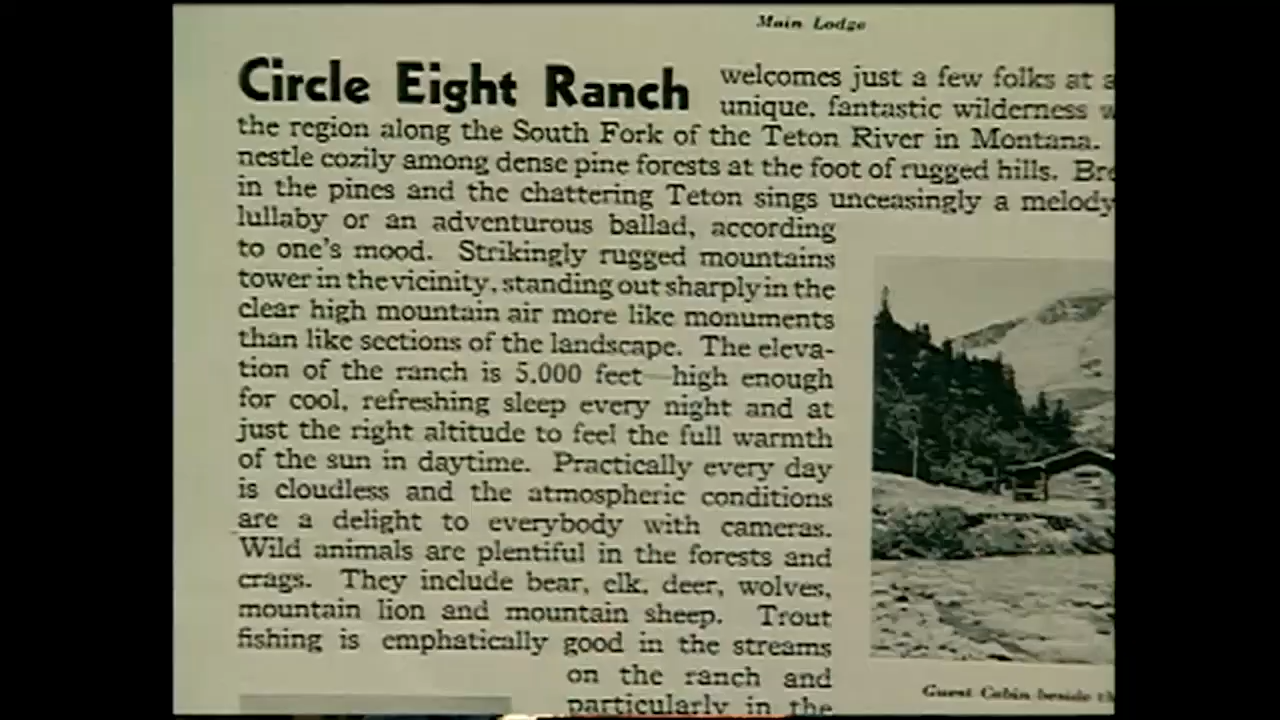 Main Lodge
Circle Eight Ranch welcomes just a few folks at a
unique, fantastic wilderness
the region along the South Fork of the Teton River in Montana.
nestle cozily among dense pine forests at the foot of rugged hills.
in the pines and the chattering Teton sings unceasingly a melody
lullaby or an adventurous ballad, according
to one's mood. Strikingly rugged mountains
tower in the vicinity, standing out sharply in the
clear high mountain air more like monuments
than like sections of the landscape. The eleva-
tion of the ranch is 5,000 feet—high enough
for cool, refreshing sleep every night and at
just the right altitude to feel the full warmth
of the sun in daytime. Practically every day
is cloudless and the atmospheric conditions
are a delight to everybody with cameras.
Wild animals are plentiful in the forests and
crags. They include bear, elk, deer, wolves,
mountain lion and mountain sheep. Trout
fishing is emphatically good in the streams
on the ranch and
particularly in the
Guest Cabin beside